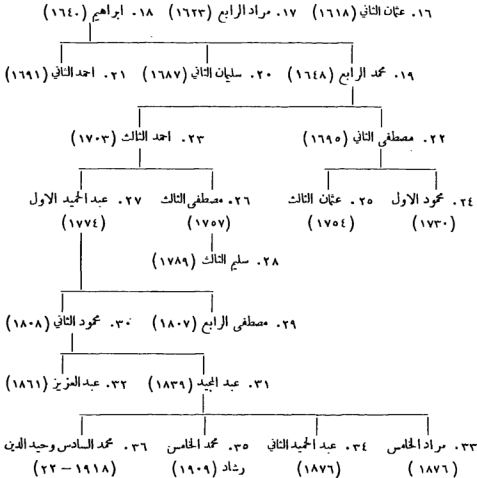 ١٦. عثمان الثاني (١٦١٨) ١٧. مراد الرابع (١٦٢٣) ١٨. ابراهيم (١٦٤٠)
١٩. محمد الرابع (١٦٤٨) ٢٠. سليمان الثاني (١٦٨٧) ٢١. احمد الثاني (١٦٩١)
٢٢. مصطفى الثاني (١٦٩٥) ٢٣. احمد الثالث (١٧٠٣)
٢٤. محمود الاول ٢٥. عثمان الثالث ٢٦. مصطفى الثالث ٢٧. عبد الحميد الاول
(١٧٣٠) (١٧٥٤) (١٧٥٧) (١٧٧٤)
٢٨. سليم الثالث (١٧٨٩)
٢٩. مصطفى الرابع (١٨٠٧) ٣٠. محمود الثاني (١٨٠٨)
٣١. عبد المجيد (١٨٣٩) ٣٢. عبد العزيز (١٨٦١)
٣٣. مراد الخامس ٣٤. عبد الحميد الثاني ٣٥. محمد الخامس ٣٦. محمد السادس وحيد الدين
(١٨٧٦) (١٨٧٦) رشاد (١٩٠٩) (١٩١٨ – ٢٢)